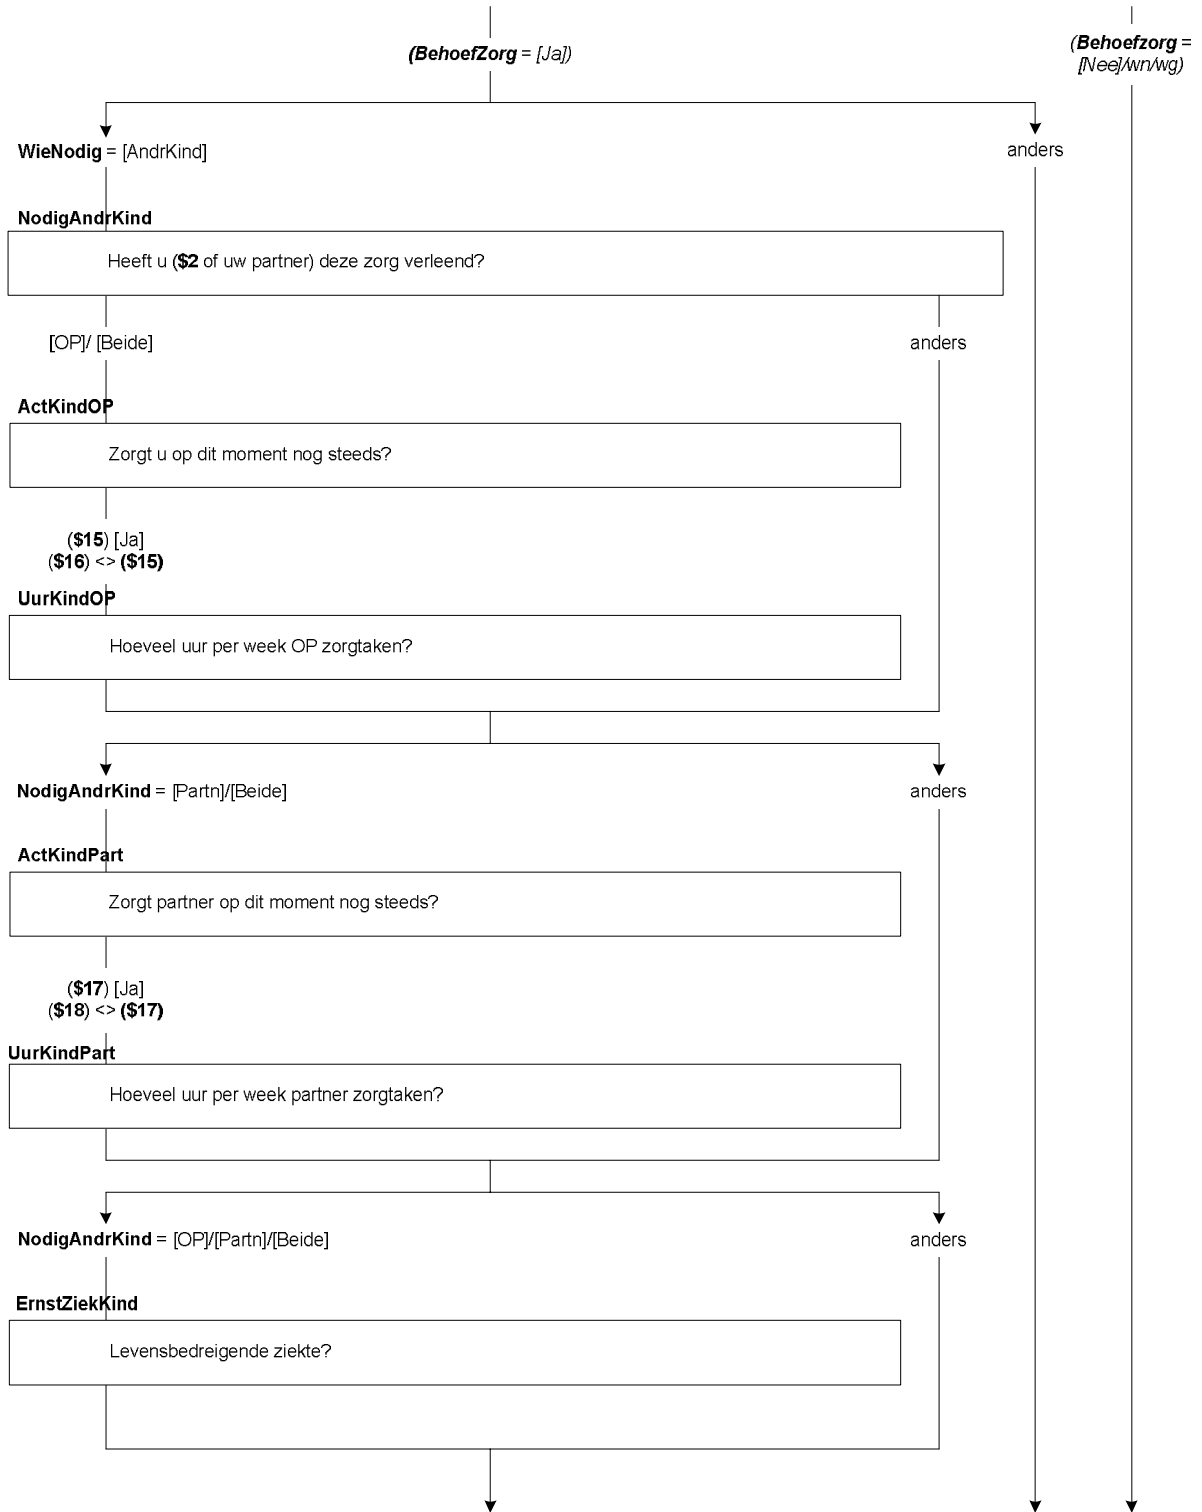 (BehoefZorg = [Ja])
(Behoefzorg =
[Nee]/wn/wg)
WieNodig = [AndrKind]
anders
NodigAndrKind
Heeft u ($2 of uw partner) deze zorg verleend?
[OP]/ [Beide]
anders
ActKindOP
Zorgt u op dit moment nog steeds?
($15) [Ja]
($16) <> ($15)
UurKindOP
Hoeveel uur per week OP zorgtaken?
NodigAndrKind = [Partn]/[Beide]
anders
ActKindPart
Zorgt partner op dit moment nog steeds?
($17) [Ja]
($18) <> ($17)
UurKindPart
Hoeveel uur per week partner zorgtaken?
NodigAndrKind = [OP]/[Partn]/[Beide]
anders
ErnstZiekKind
Levensbedreigende ziekte?